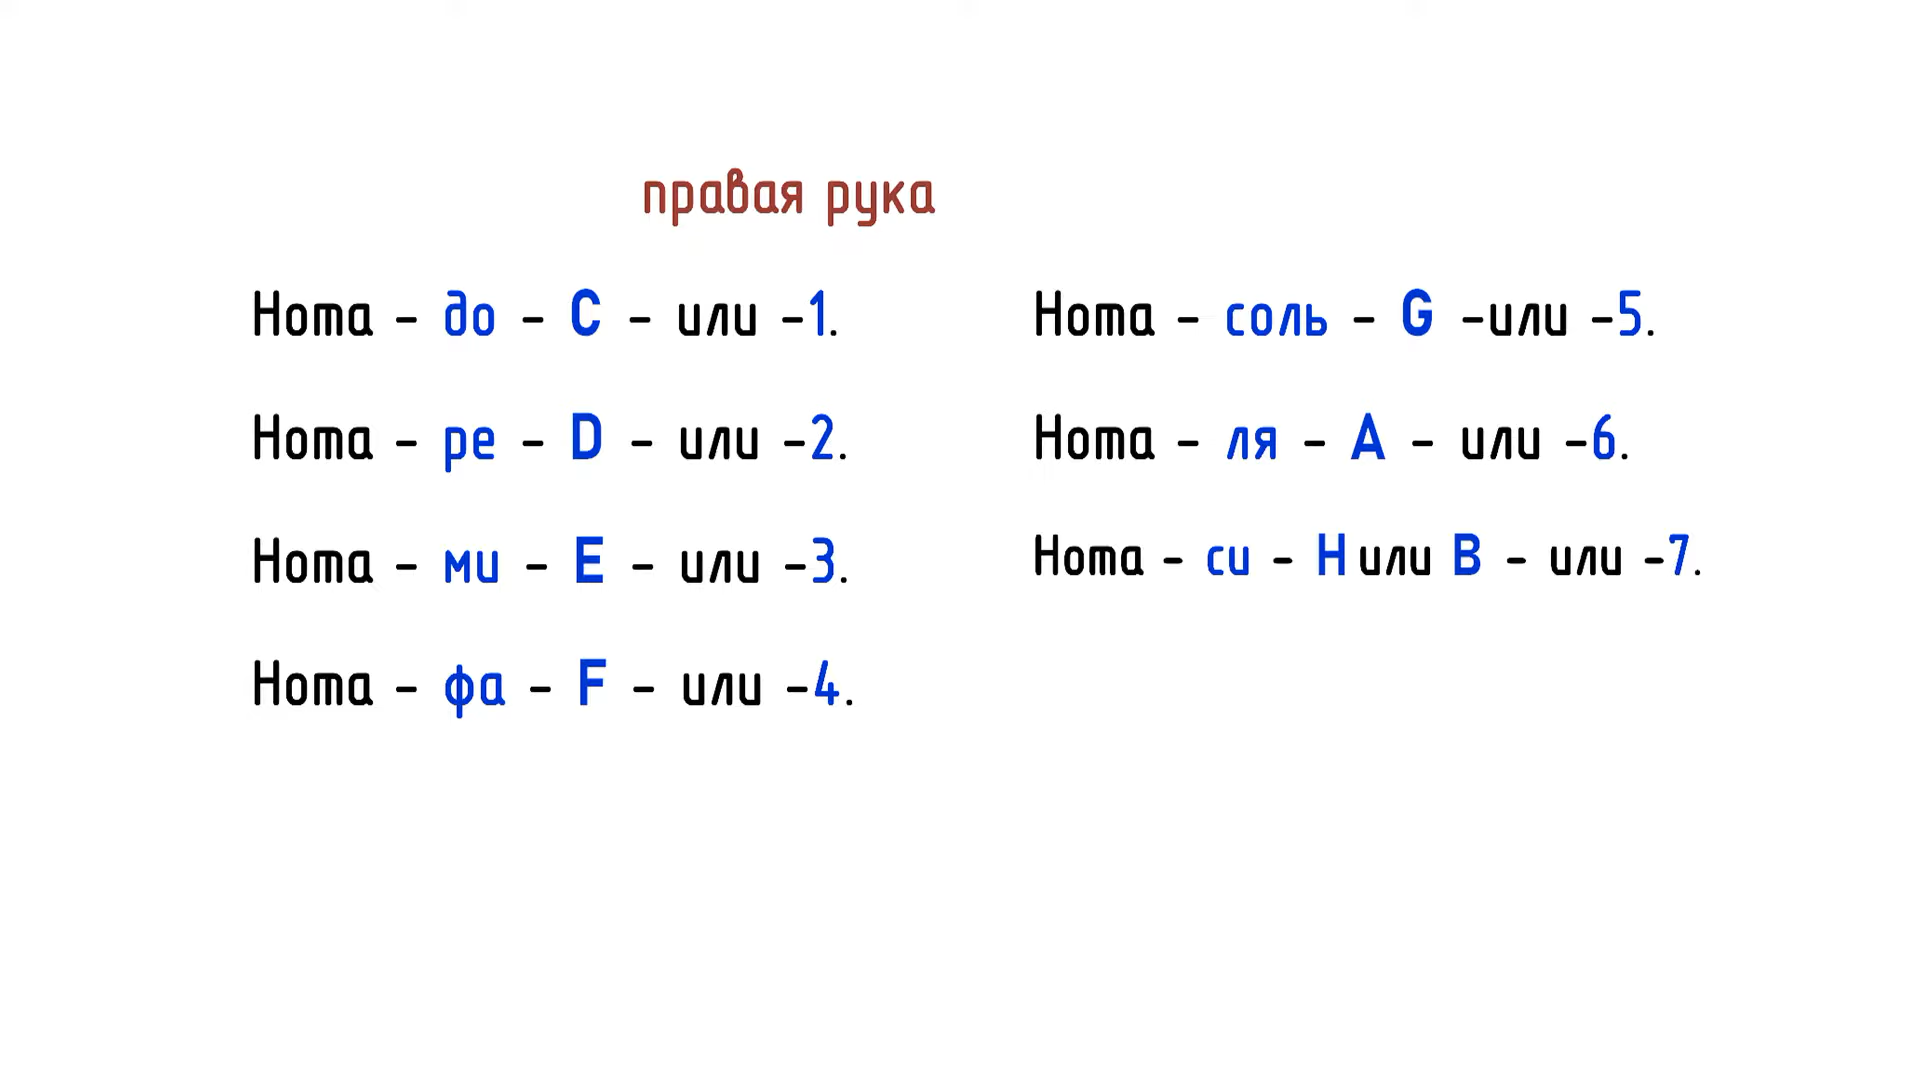 правая рука
Нота - до - C - или -1.
Нота - ре - D - или -2.
Нота - ми - E - или -3.
Нота - фа - F - или -4.
Нота - соль - G -или -5.
Нота - ля - A - или -6.
Нота - си - H или B - или -7.